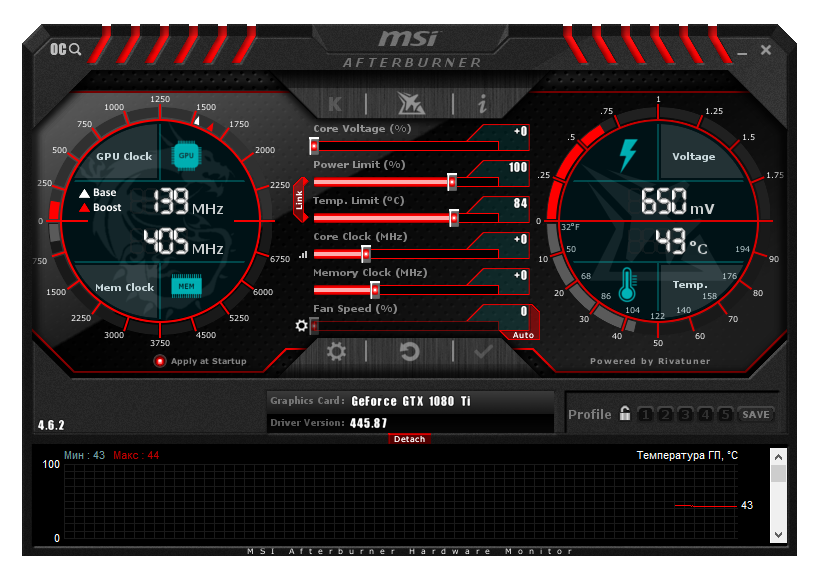 OC
msi
AFTERBURNER
K i
GPU Clock
GPU
Base
Boost
139 MHz
405 MHz
Mem Clock
MEM
0 250 500 750 1000 1250 1500 1750 2000 2250
750 1500 2250 3000 3750 4500 5250 6000 6750
Apply at Startup
Core Voltage (%) +0
Power Limit (%) 100
Link
Temp. Limit (ºC) 84
Core Clock (MHz) +0
Memory Clock (MHz) +0
Fan Speed (%) 0
Auto
0 .25 .5 .75 1 1.25 1.5 1.75
Voltage
650 mV
43 °C
Temp.
32°F 50 68 86 104 122 140 158 176 194
10 20 30 40 50 60 70 80 90
Powered by Rivatuner
Graphics Card: GeForce GTX 1080 Ti
Driver Version: 445.87
4.6.2
Profile 1 2 3 4 5 SAVE
Detach
Мин : 43 Макс : 44
Температура ГП, °C
100
43
0
MSI Afterburner Hardware Monitor